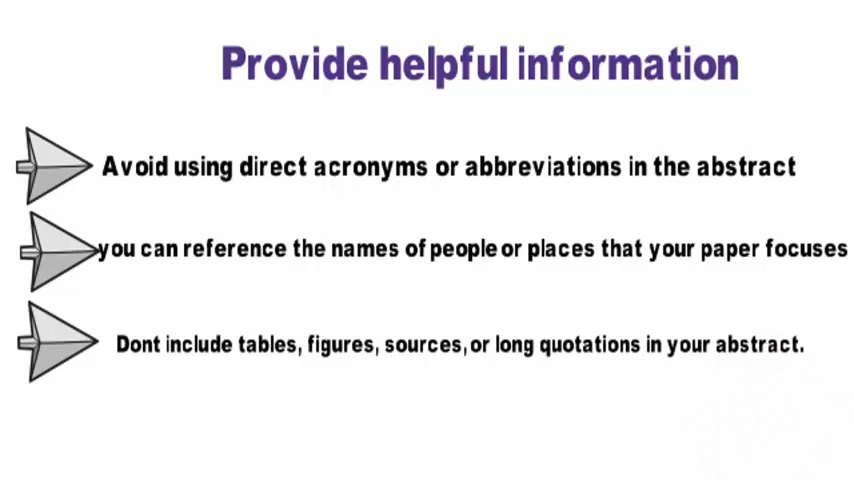 Provide helpful information
Avoid using direct acronyms or abbreviations in the abstract
you can reference the names of people or places that your paper focuses
Dont include tables, figures, sources, or long quotations in your abstract.